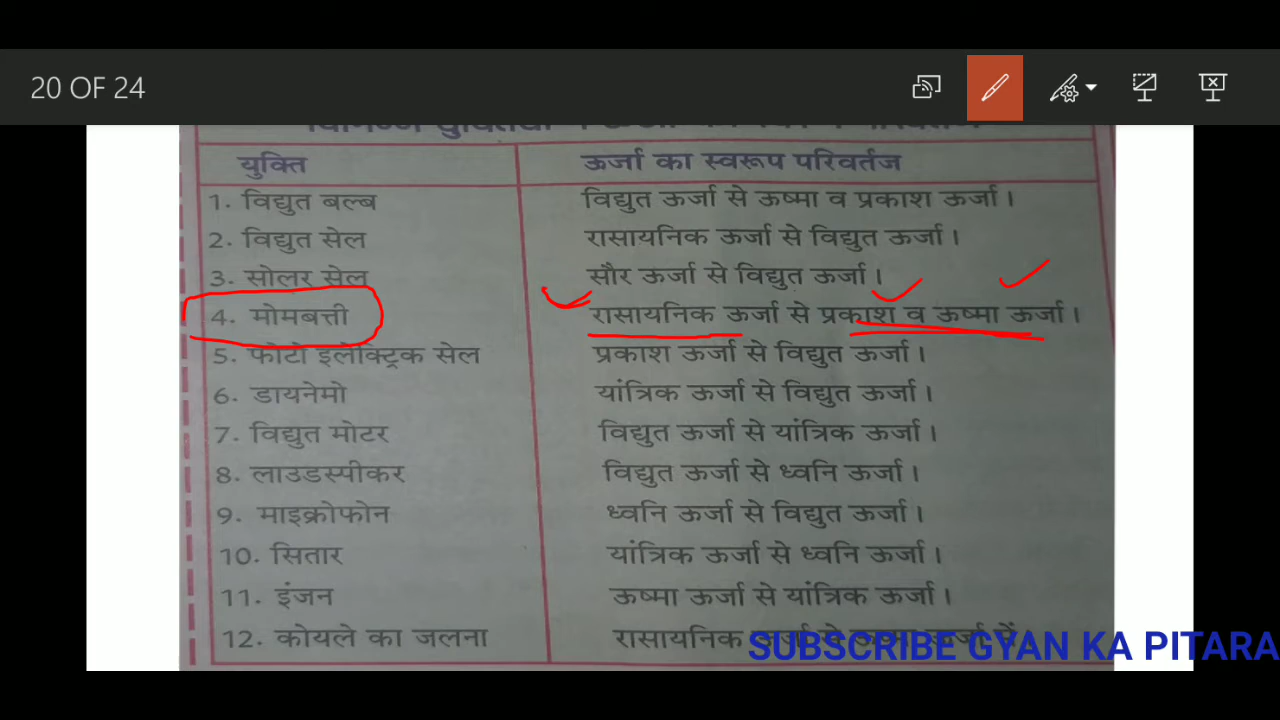 20 OF 24
युक्ति ऊर्जा का स्वरूप परिवर्तज
1. विद्युत बल्ब विद्युत ऊर्जा से ऊष्मा व प्रकाश ऊर्जा।
2. विद्युत सेल रासायनिक ऊर्जा से विद्युत ऊर्जा।
3. सोलर सेल सौर ऊर्जा से विद्युत ऊर्जा।
4. मोमबत्ती रासायनिक ऊर्जा से प्रकाश व ऊष्मा ऊर्जा।
5. फोटो इलेक्ट्रिक सेल प्रकाश ऊर्जा से विद्युत ऊर्जा।
6. डायनेमो यांत्रिक ऊर्जा से विद्युत ऊर्जा।
7. विद्युत मोटर विद्युत ऊर्जा से यांत्रिक ऊर्जा।
8. लाउडस्पीकर विद्युत ऊर्जा से ध्वनि ऊर्जा।
9. माइक्रोफोन ध्वनि ऊर्जा से विद्युत ऊर्जा।
10. सितार यांत्रिक ऊर्जा से ध्वनि ऊर्जा।
11. इंजन ऊष्मा ऊर्जा से यांत्रिक ऊर्जा।
12. कोयले का जलना रासायनिक
SUBSCRIBE GYAN KA PITARA